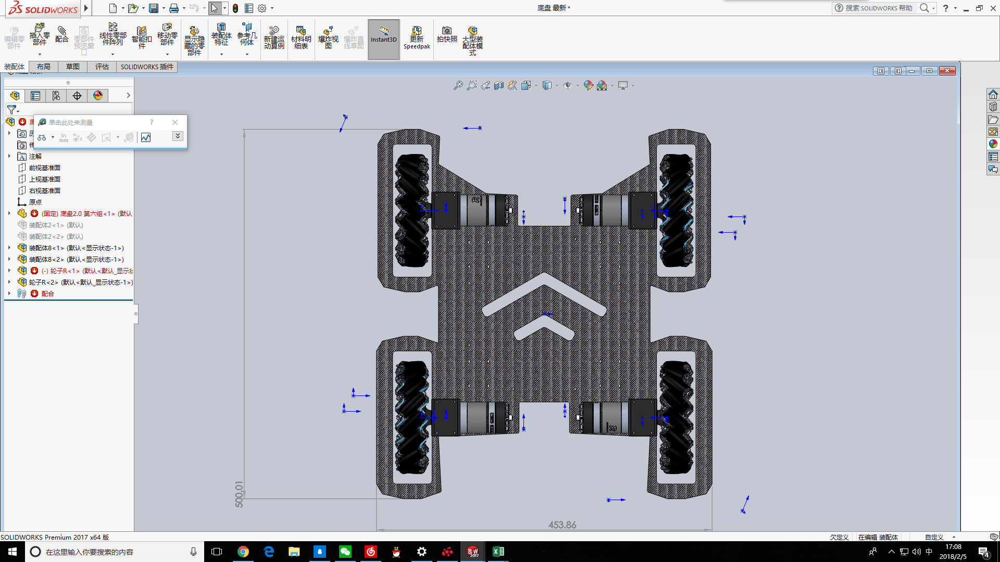 SOLIDWORKS
底盘 最新 *
搜索 SOLIDWORKS 帮助
?
编辑零部件
插入零部件
配合
零部件预览窗口
线性零部件阵列
智能扣件
移动零部件
显示隐藏的零部件
装配体特征
参考几何体
新建运动算例
材料明细表
爆炸视图
爆炸直线草图
Instant3D
更新 Speedpak
拍快照
大型装配体模式
装配体 布局 草图 评估 SOLIDWORKS 插件
单击此处来测量 ?
in
mm
注解
前视基准面
上视基准面
右视基准面
原点
(固定) 底盘2.0 第六组<1> (默认
装配体2<1> (默认)
装配体2<2> (默认)
装配体8<1> (默认<显示状态-1>)
装配体8<2> (默认<显示状态-1>)
(-) 轮子R<1> (默认<默认_显示
轮子R<2> (默认<默认_显示状态-1>)
配合
500.01
453.86
SOLIDWORKS Premium 2017 x64 版
欠定义 在编辑 装配体 自定义
在这里输入你要搜索的内容
SW
2017
中
17:08
2018/2/5
4